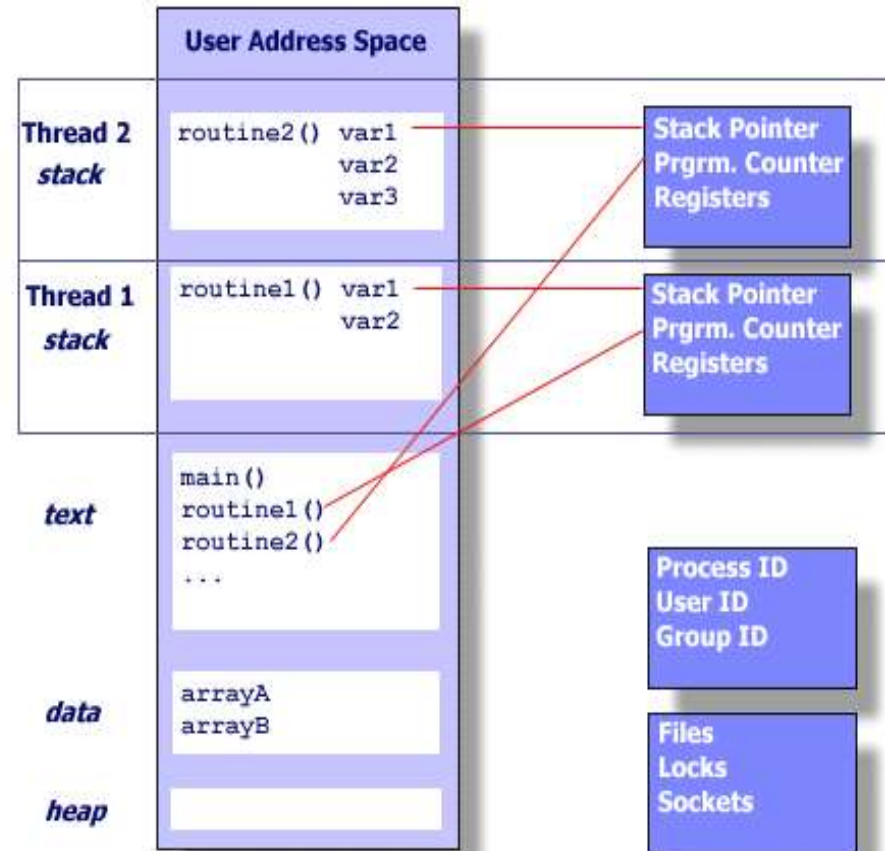 User Address Space
Thread 2
stack
routine2() var1
var2
var3
Stack Pointer
Prgrm. Counter
Registers
Thread 1
stack
routine1() var1
var2
Stack Pointer
Prgrm. Counter
Registers
text
main()
routine1()
routine2()
...
Process ID
User ID
Group ID
data
arrayA
arrayB
Files
Locks
Sockets
heap